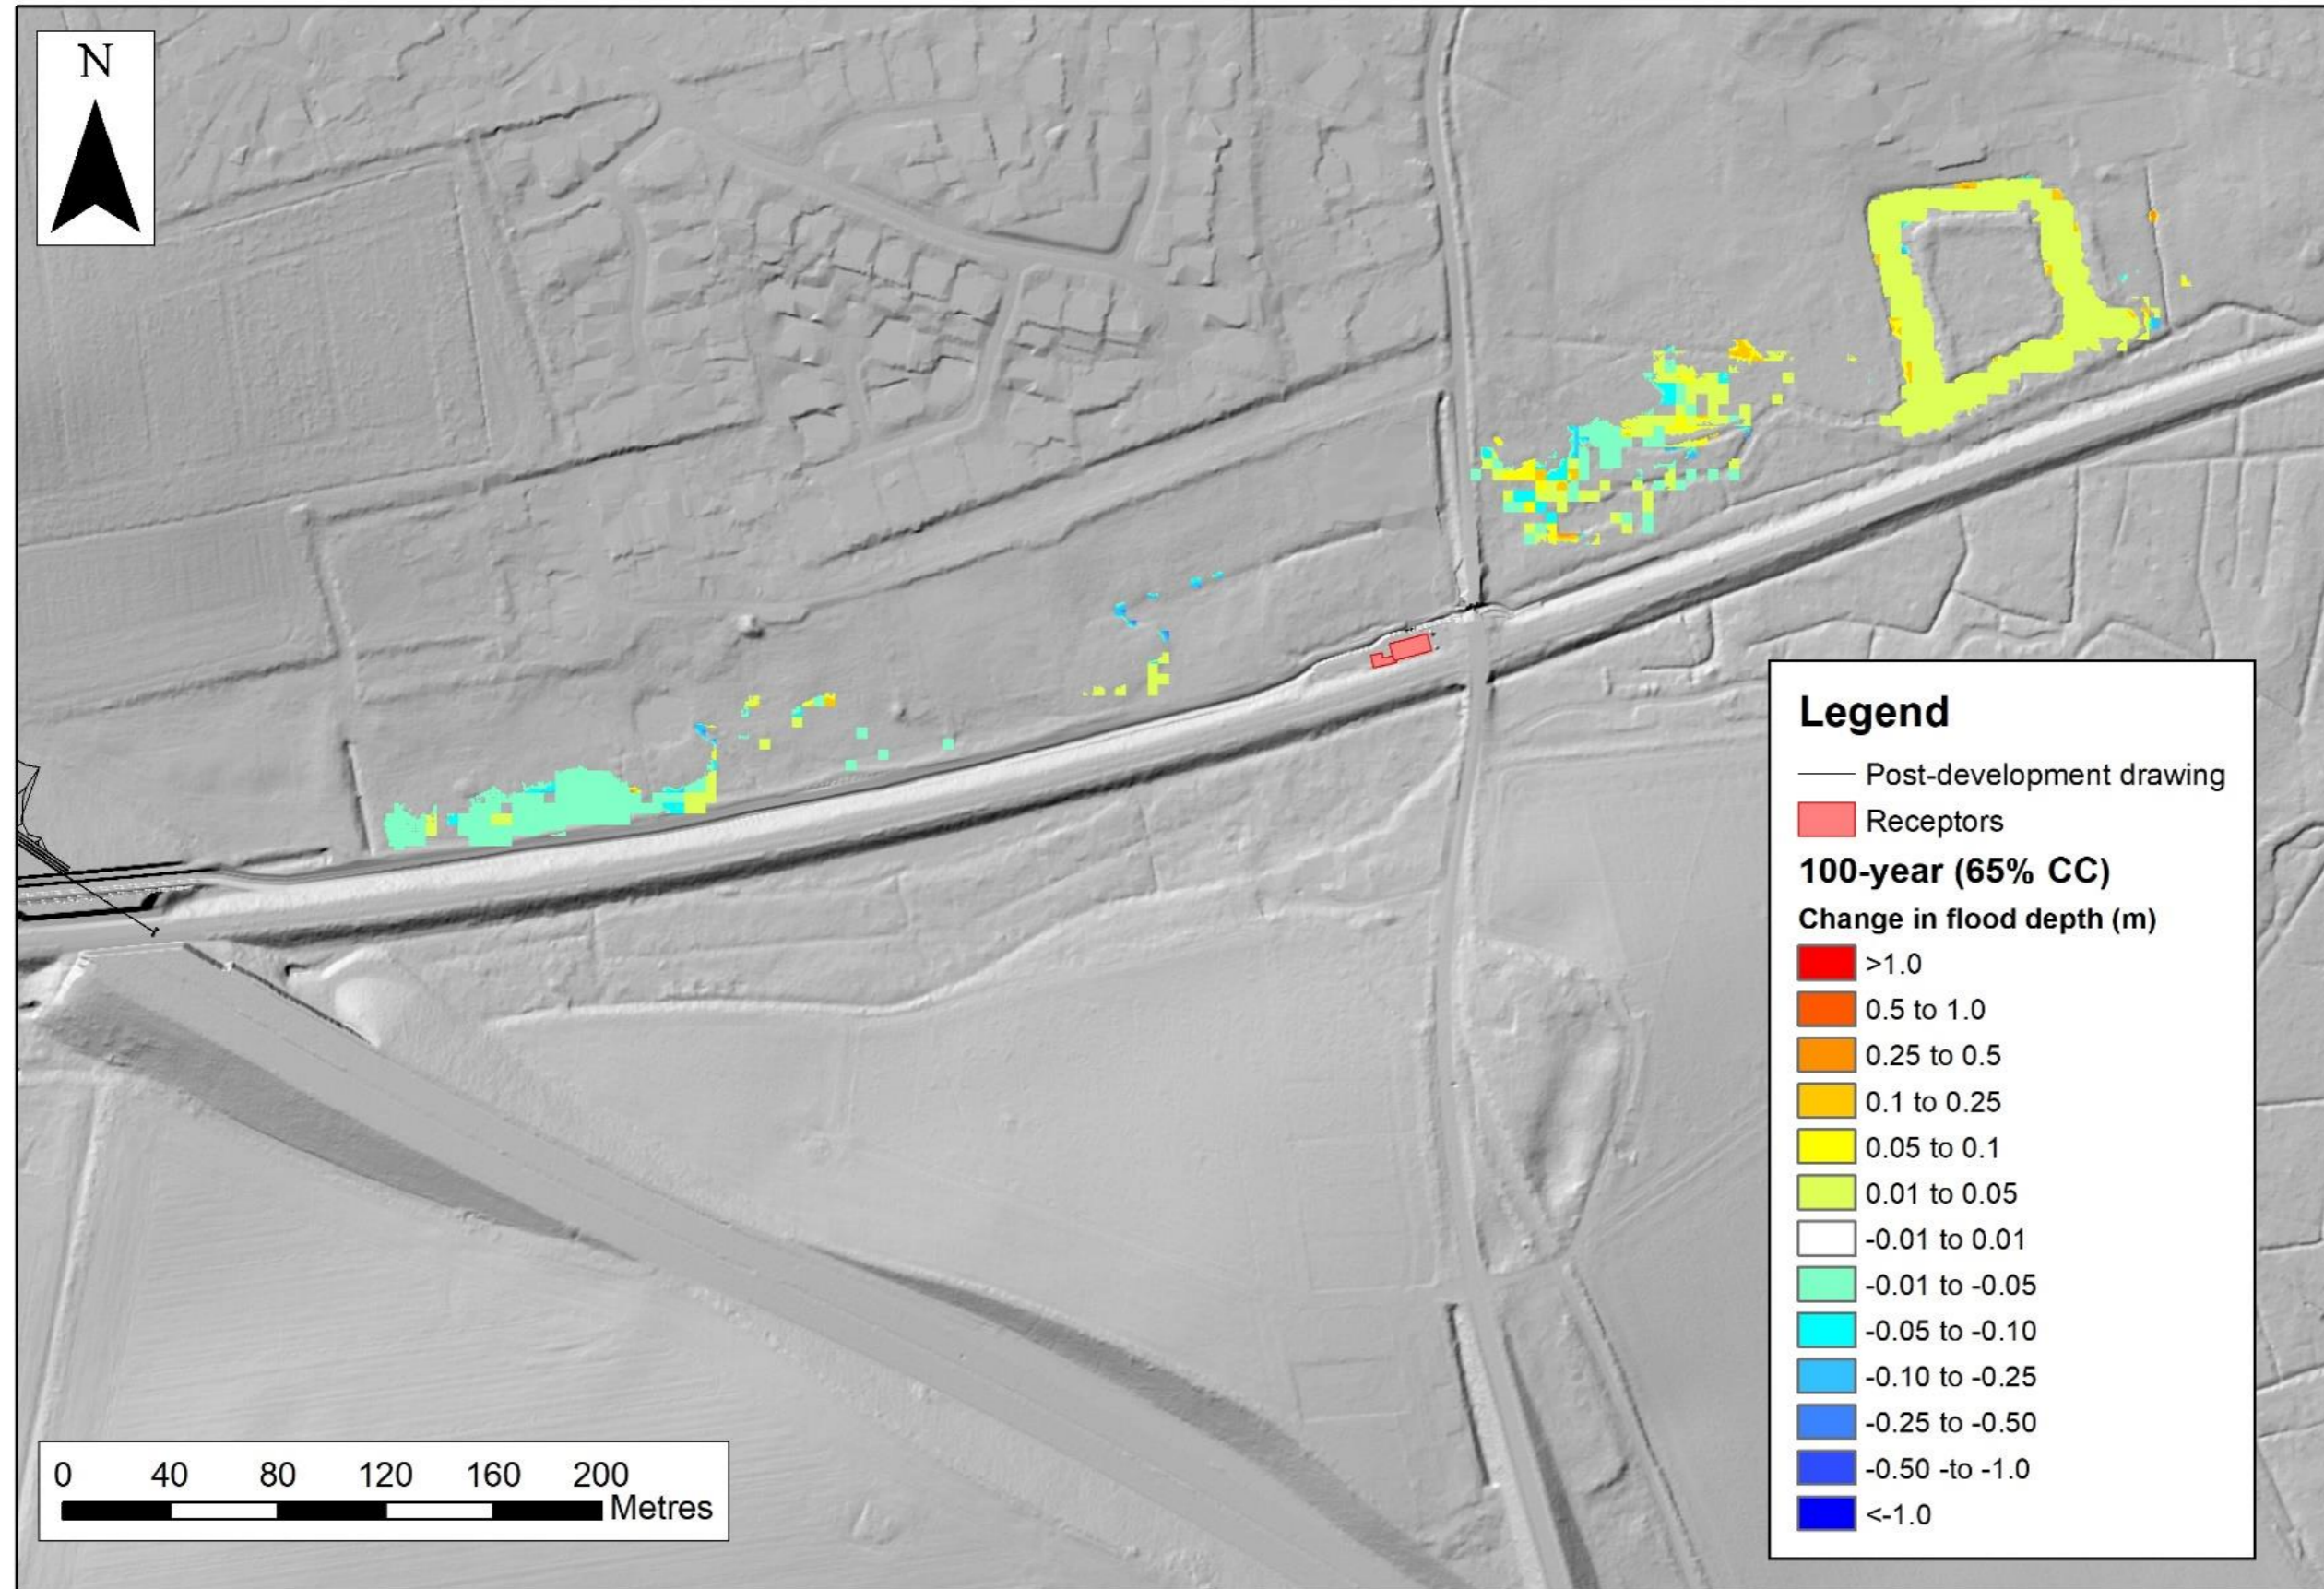 N
Legend
Post-development drawing
Receptors
100-year (65% CC)
Change in flood depth (m)
>1.0
0.5 to 1.0
0.25 to 0.5
0.1 to 0.25
0.05 to 0.1
0.01 to 0.05
-0.01 to 0.01
-0.01 to -0.05
-0.05 to -0.10
-0.10 to -0.25
-0.25 to -0.50
-0.50 -to -1.0
<-1.0
0 40 80 120 160 200
Metres